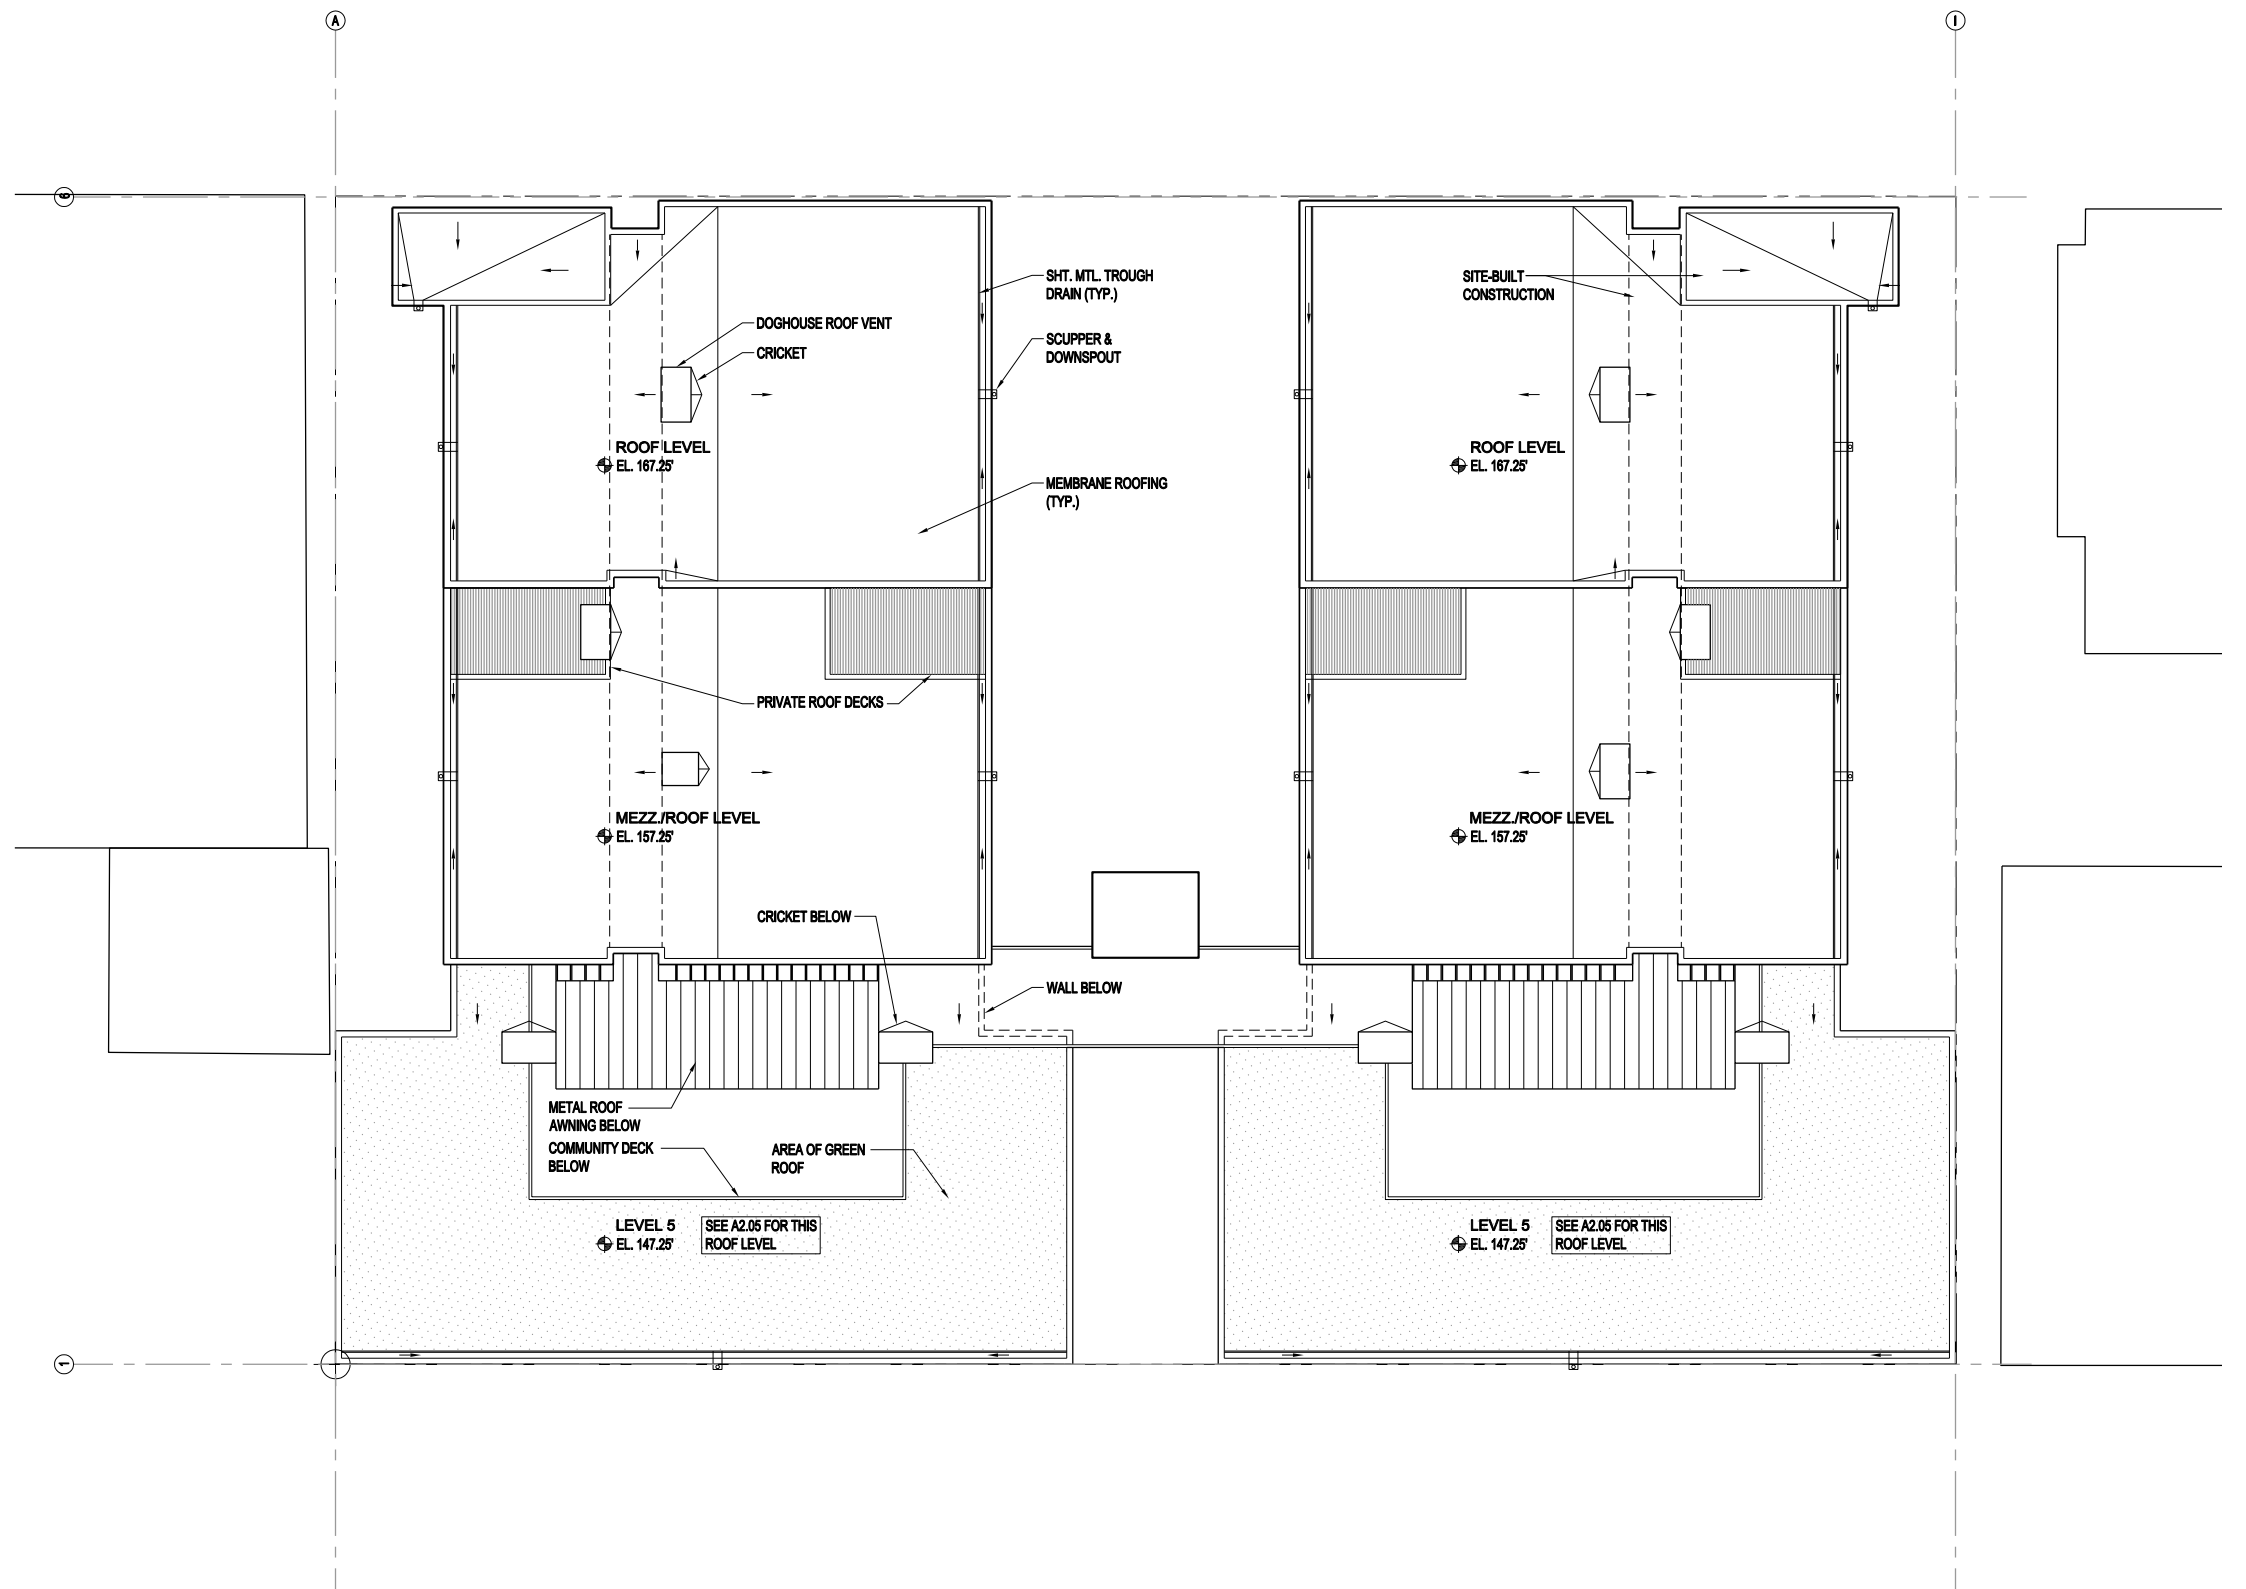 A
I
6
SHT. MTL. TROUGH
DRAIN (TYP.)
SITE-BUILT
CONSTRUCTION
DOGHOUSE ROOF VENT
CRICKET
SCUPPER &
DOWNSPOUT
ROOF LEVEL
EL. 167.25'
ROOF LEVEL
EL. 167.25'
MEMBRANE ROOFING
(TYP.)
PRIVATE ROOF DECKS
MEZZ./ROOF LEVEL
EL. 157.25'
MEZZ./ROOF LEVEL
EL. 157.25'
CRICKET BELOW
WALL BELOW
METAL ROOF
AWNING BELOW
COMMUNITY DECK
BELOW
AREA OF GREEN
ROOF
LEVEL 5
EL. 147.25'
SEE A2.05 FOR THIS
ROOF LEVEL
LEVEL 5
EL. 147.25'
SEE A2.05 FOR THIS
ROOF LEVEL
1